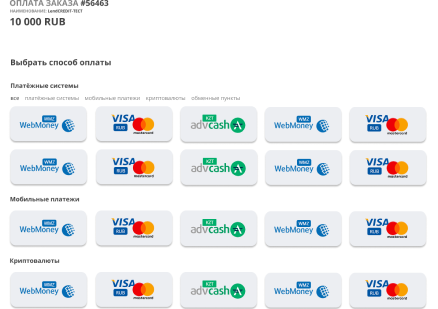 ОПЛАТА ЗАКАЗА #56463
НАИМЕНОВАНИЕ: LandCREDIT-ТЕСТ
10 000 RUB
Выбрать способ оплаты
Платёжные системы
все платёжные системы мобильные платежи криптовалюты обменные пункты
WMZ VISA KZT WMZ VISA
WebMoney RUB mastercard advcash WebMoney RUB mastercard
WMZ VISA KZT WMZ VISA
WebMoney RUB mastercard advcash WebMoney RUB mastercard
Мобильные платежи
WMZ VISA KZT WMZ VISA
WebMoney RUB mastercard advcash WebMoney RUB mastercard
Криптовалюты
WMZ VISA KZT WMZ VISA
WebMoney RUB mastercard advcash WebMoney RUB mastercard